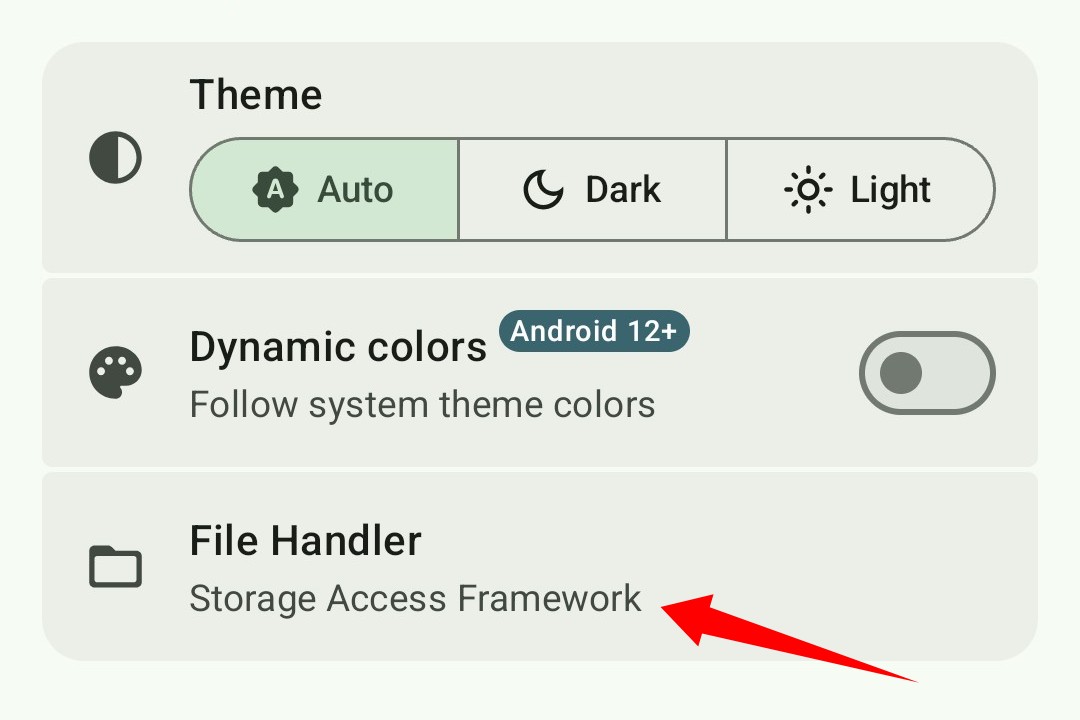 Theme
Auto
Dark
Light
Dynamic colors Android 12+
Follow system theme colors
File Handler
Storage Access Framework